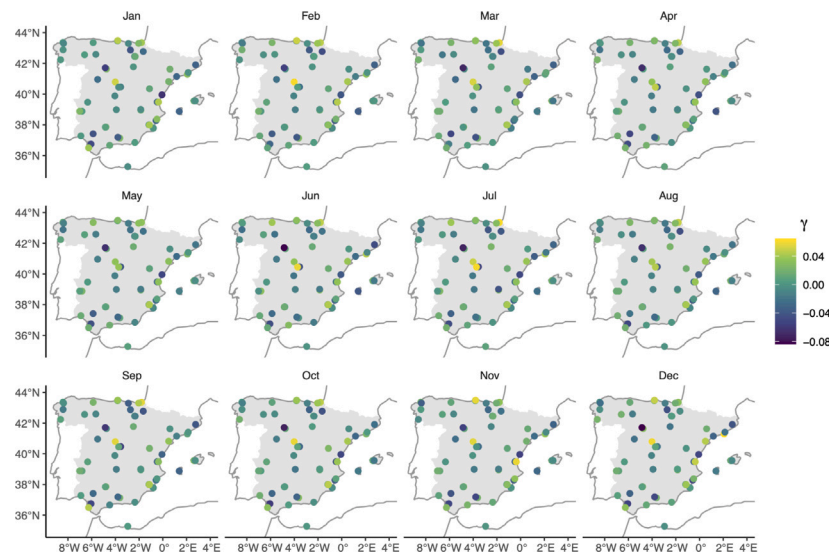 Jan Feb Mar Apr
44°N
42°N
40°N
38°N
36°N
May Jun Jul Aug
44°N
42°N
40°N
38°N
36°N
γ
0.04
0.00
−0.04
−0.08
Sep Oct Nov Dec
44°N
42°N
40°N
38°N
36°N
8°W 6°W 4°W 2°W 0° 2°E 4°E 8°W 6°W 4°W 2°W 0° 2°E 4°E 8°W 6°W 4°W 2°W 0° 2°E 4°E 8°W 6°W 4°W 2°W 0° 2°E 4°E